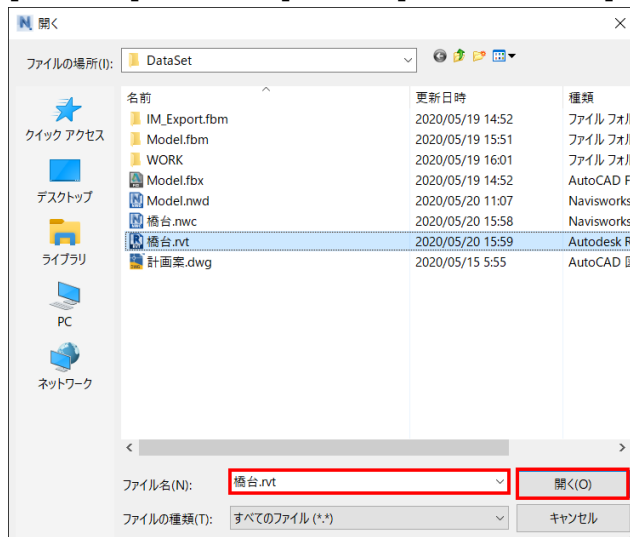 開く
ファイルの場所(I):
DataSet
クイック アクセス
デスクトップ
ライブラリ
PC
ネットワーク
名前 更新日時 種類
IM_Export.fbm 2020/05/19 14:52 ファイル フォル
Model.fbm 2020/05/19 15:51 ファイル フォル
WORK 2020/05/19 16:01 ファイル フォル
Model.fbx 2020/05/19 14:52 AutoCAD F
Model.nwd 2020/05/20 11:07 Navisworks
橋台.nwc 2020/05/20 15:58 Navisworks
橋台.rvt 2020/05/20 15:59 Autodesk R
計画案.dwg 2020/05/15 5:55 AutoCAD 図
ファイル名(N): 橋台.rvt 開く(O)
ファイルの種類(T): すべてのファイル (*.*) キャンセル